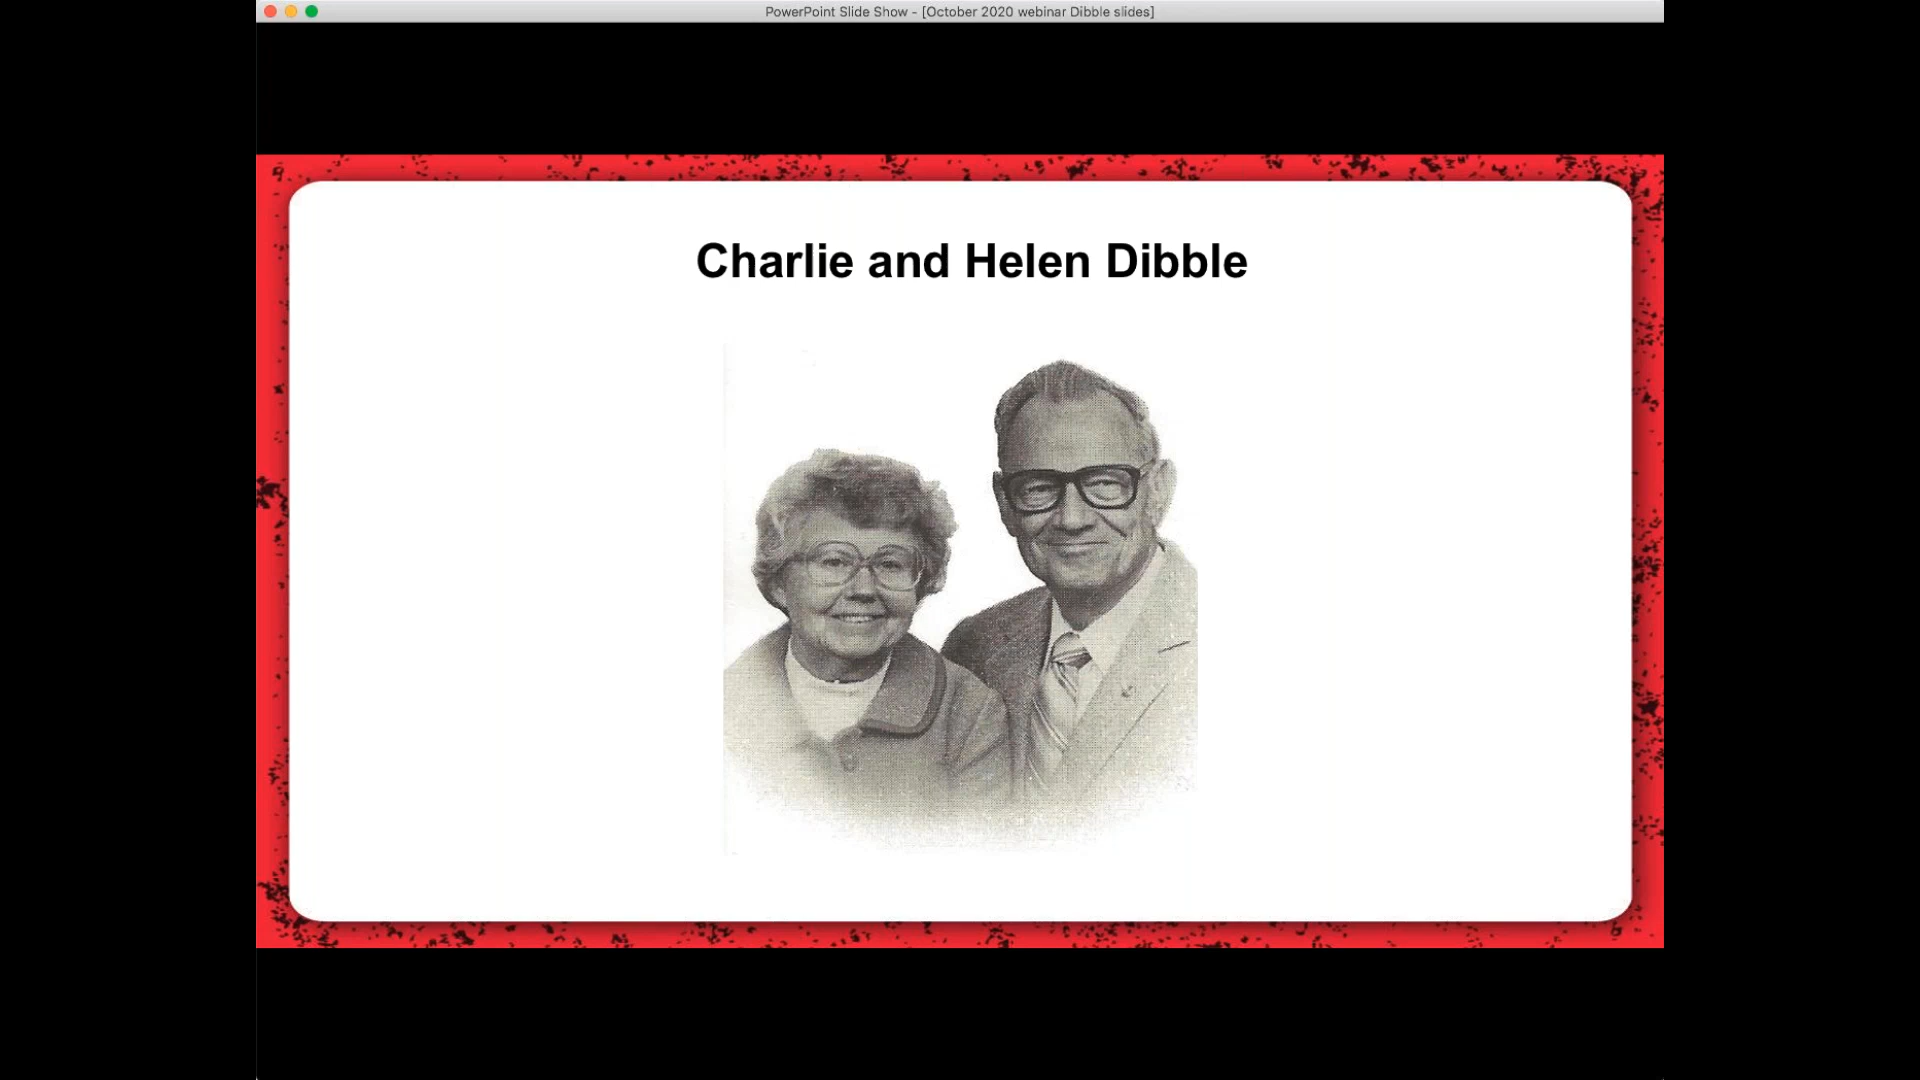 PowerPoint Slide Show - [October 2020 webinar Dibble slides]
Charlie and Helen Dibble